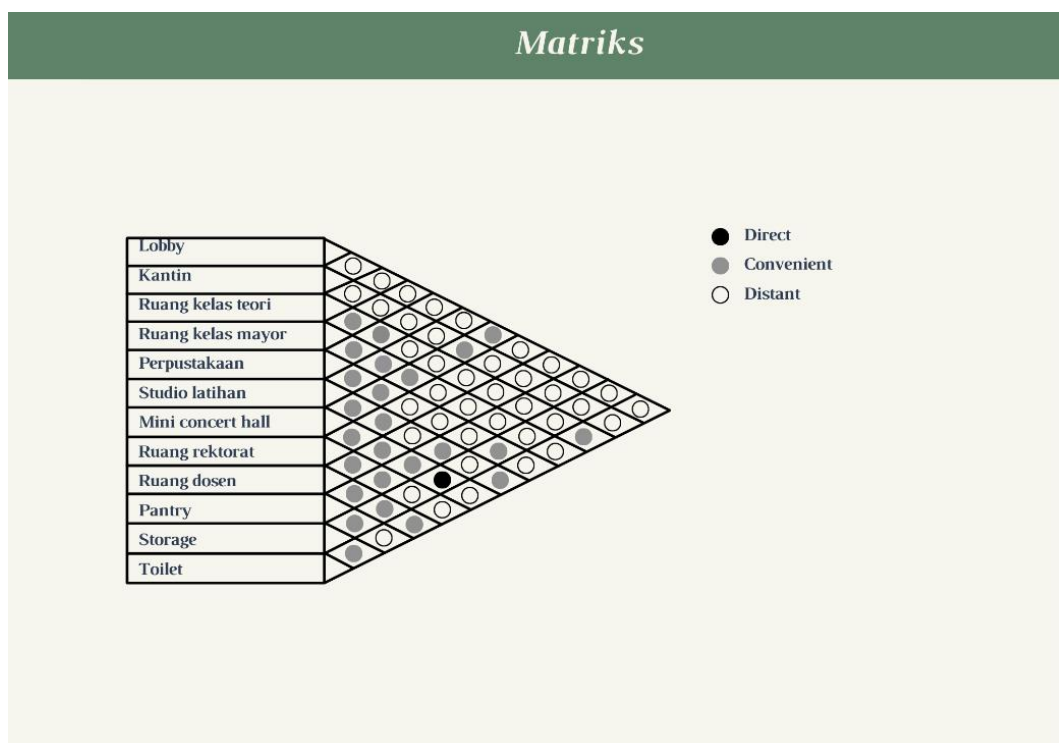 Matriks
Lobby
Kantin
Ruang kelas teori
Ruang kelas mayor
Perpustakaan
Studio latihan
Mini concert hall
Ruang rektorat
Ruang dosen
Pantry
Storage
Toilet
Direct
Convenient
Distant